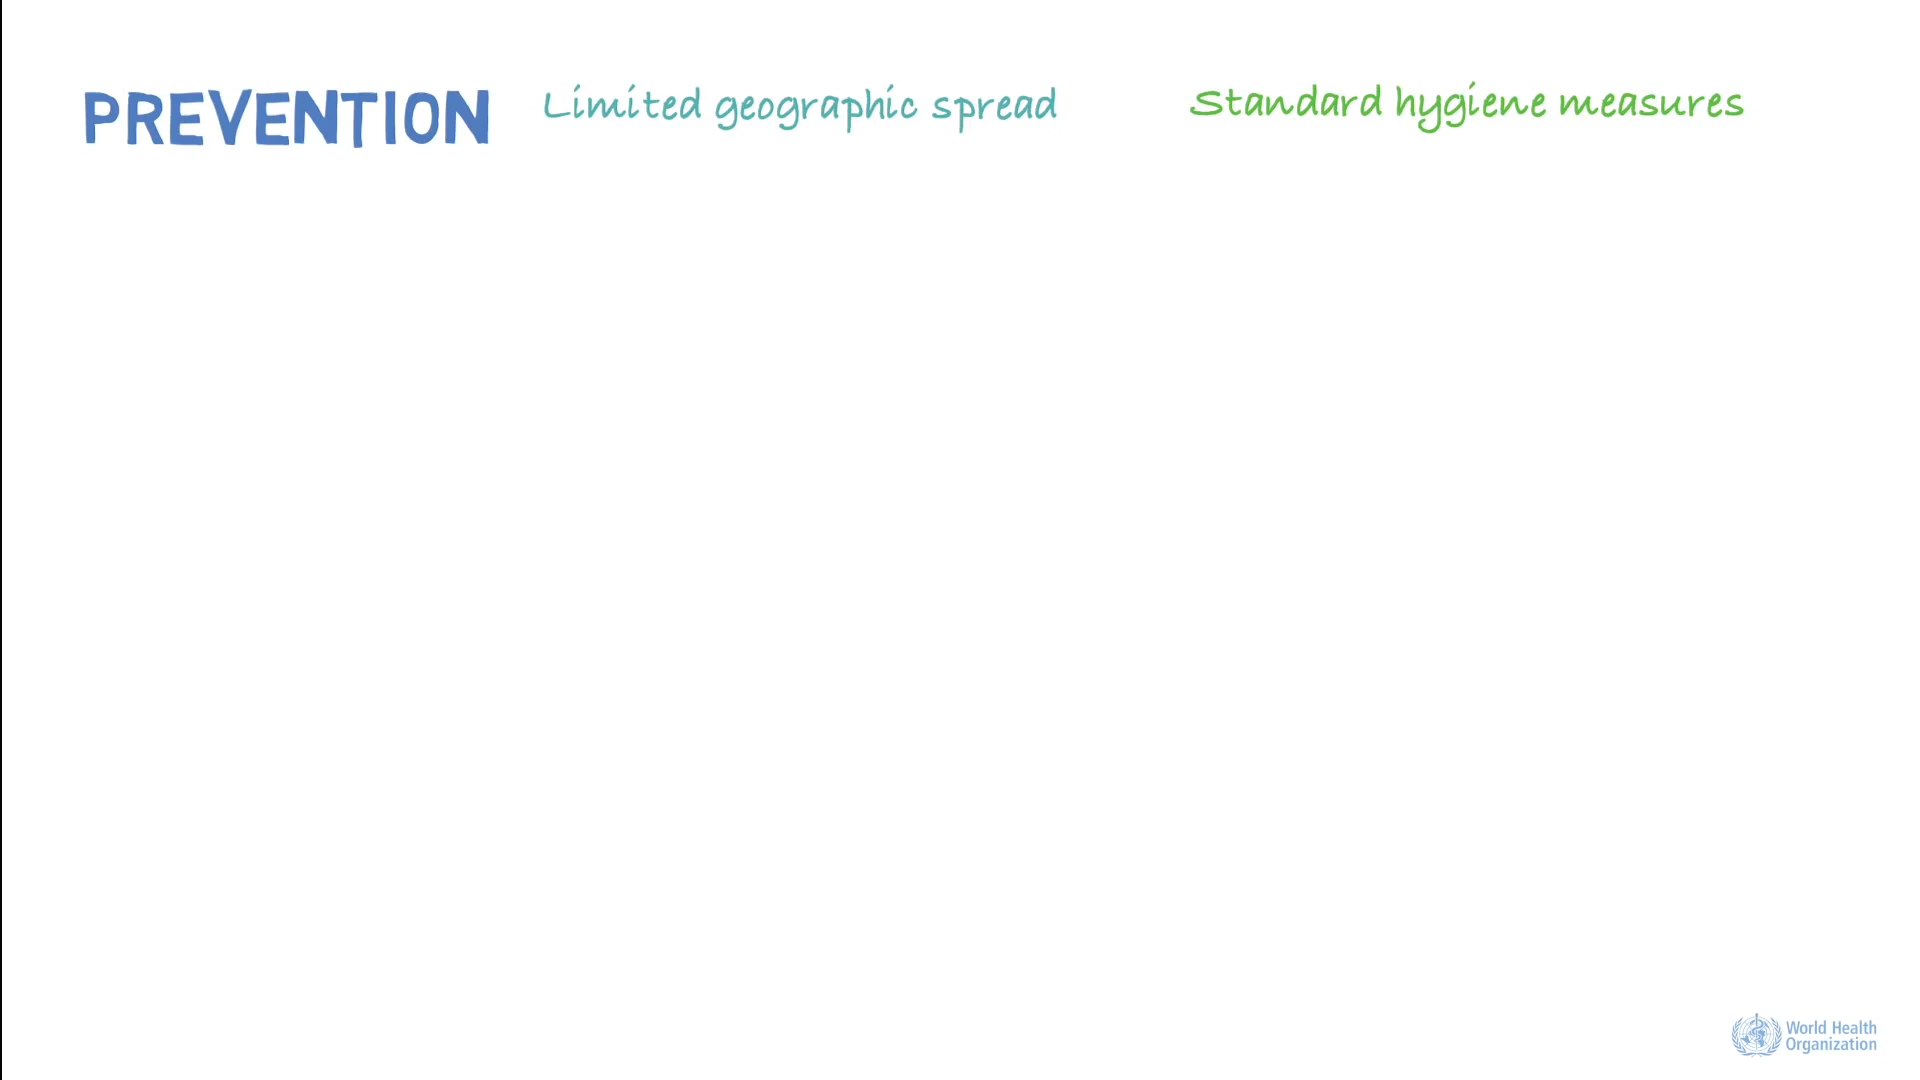 PREVENTION Limited geographic spread Standard hygiene measures
World Health
Organization